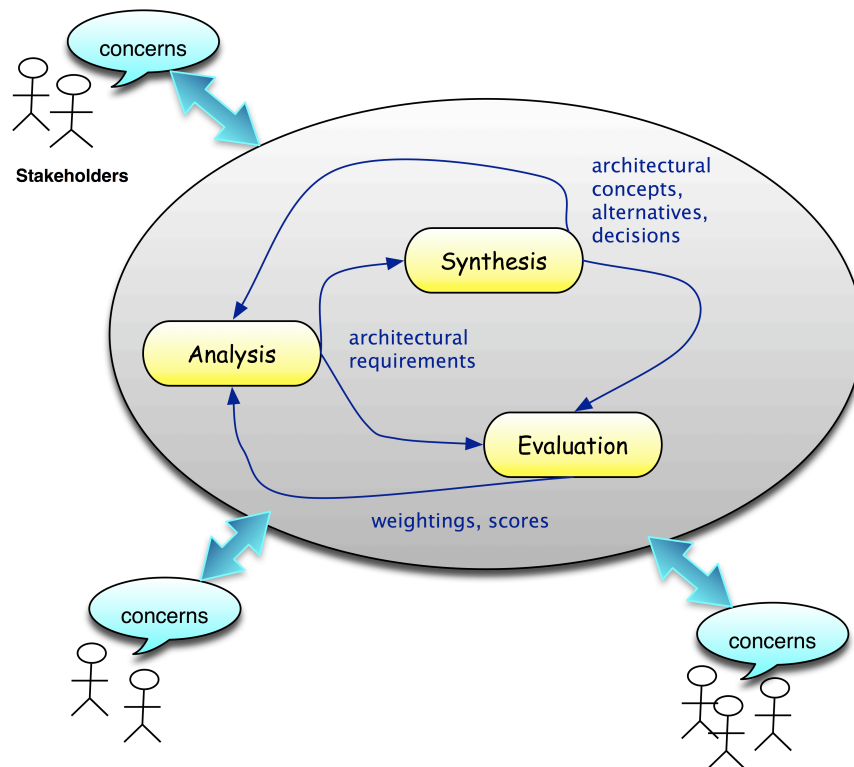 concerns
Stakeholders
architectural
concepts,
alternatives,
decisions
Synthesis
architectural
requirements
Analysis
Evaluation
weightings, scores
concerns
concerns